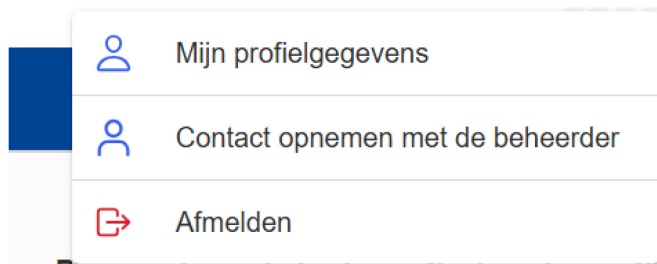 Mijn profielgegevens
Contact opnemen met de beheerder
Afmelden